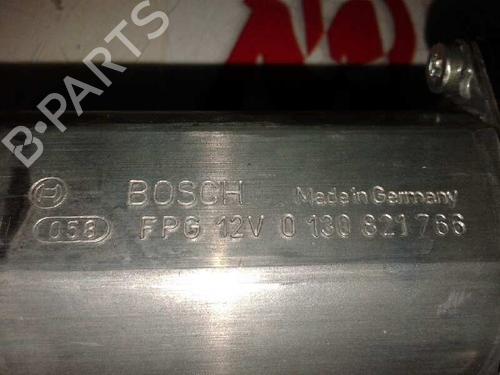 B-PARTS
BOSCH Made in Germany
058 FPG 12V 0 130 821 766